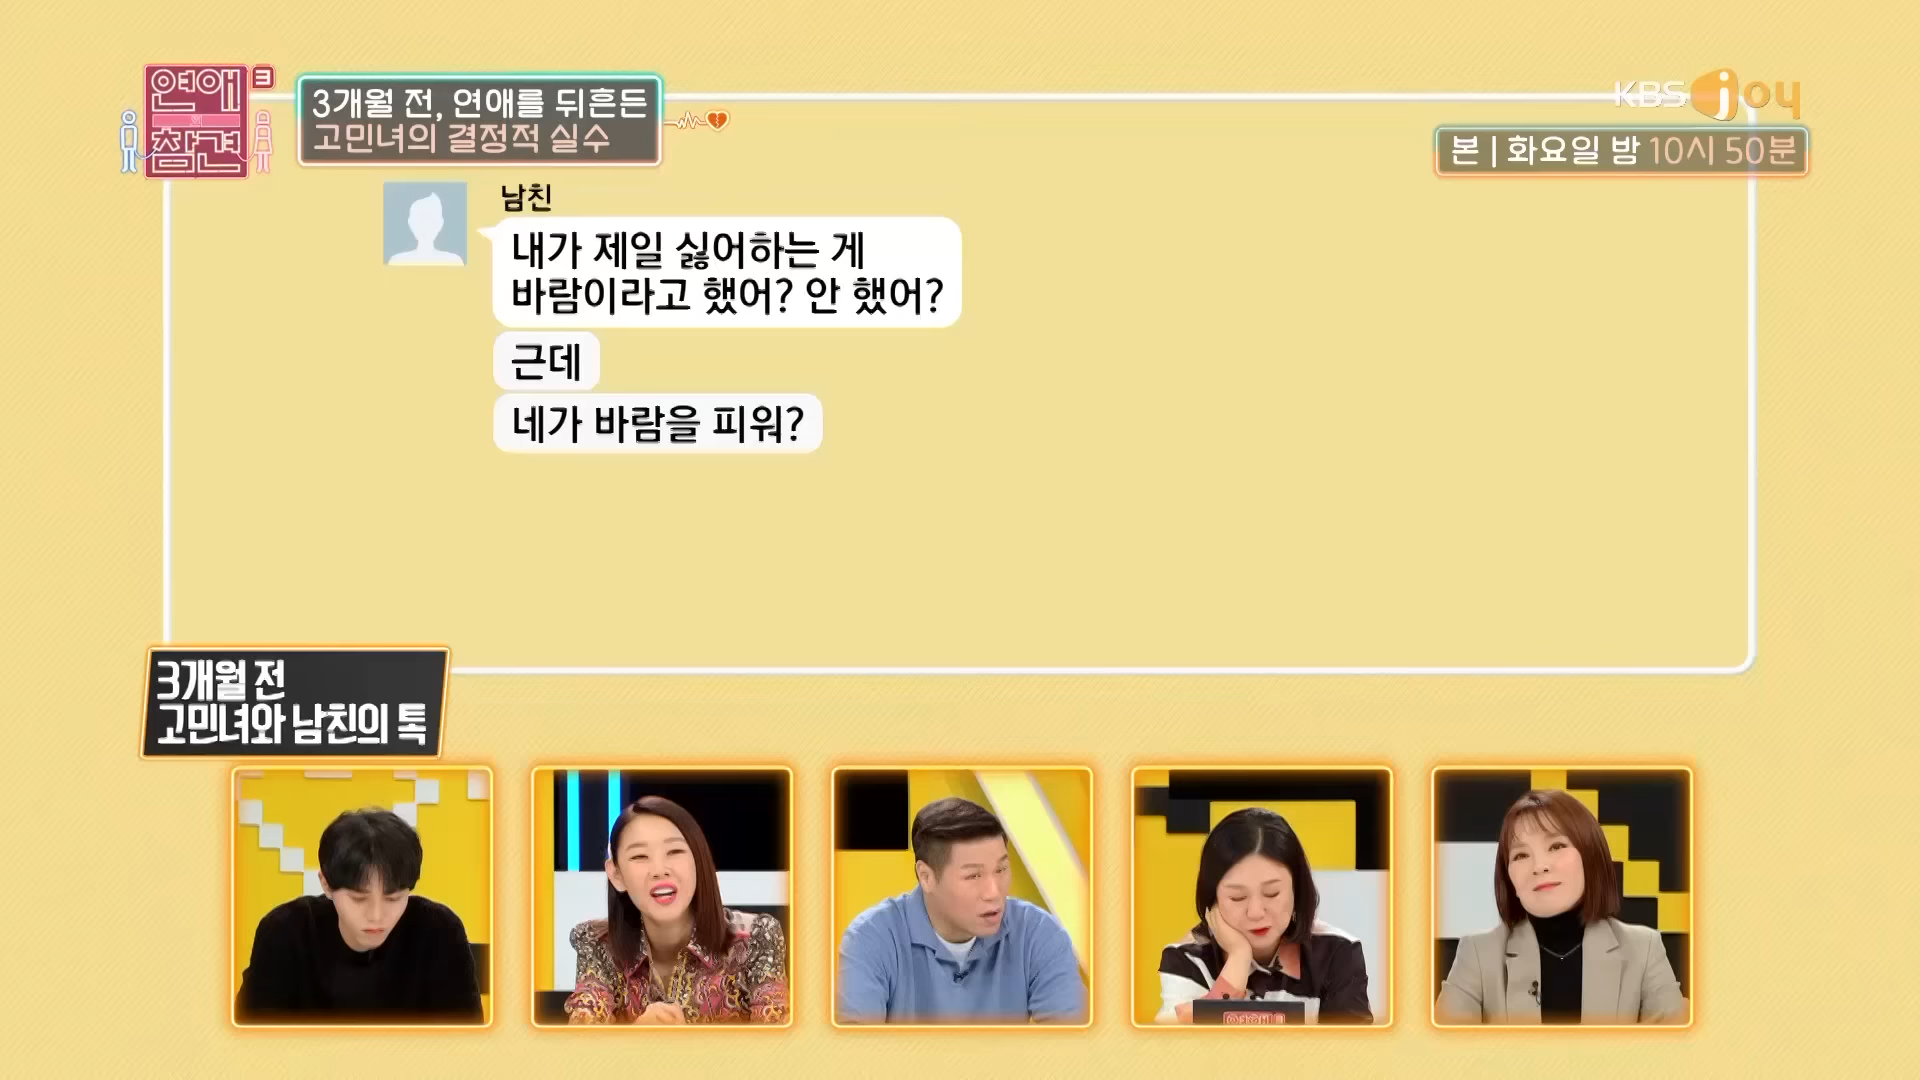 연애의 참견 3
3개월 전, 연애를 뒤흔든
고민녀의 결정적 실수
KBS joy
본 | 화요일 밤 10시 50분
남친
내가 제일 싫어하는 게
바람이라고 했어? 안 했어?
근데
네가 바람을 피워?
3개월 전
고민녀와 남친의 톡